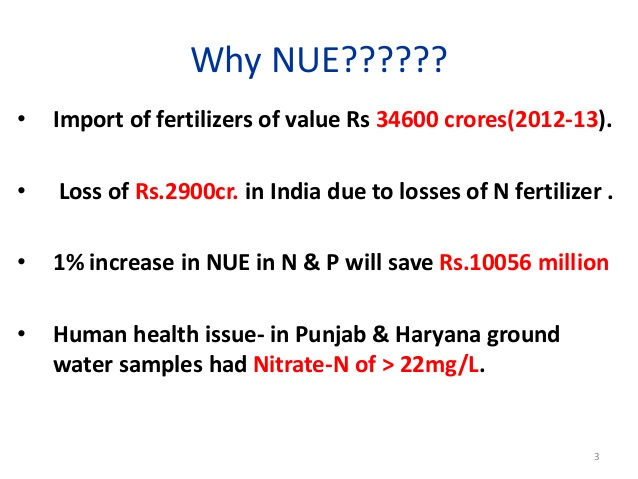 Why NUE??????
• Import of fertilizers of value Rs 34600 crores(2012-13).
• Loss of Rs.2900cr. in India due to losses of N fertilizer .
• 1% increase in NUE in N & P will save Rs.10056 million
• Human health issue- in Punjab & Haryana ground
water samples had Nitrate-N of > 22mg/L.
3